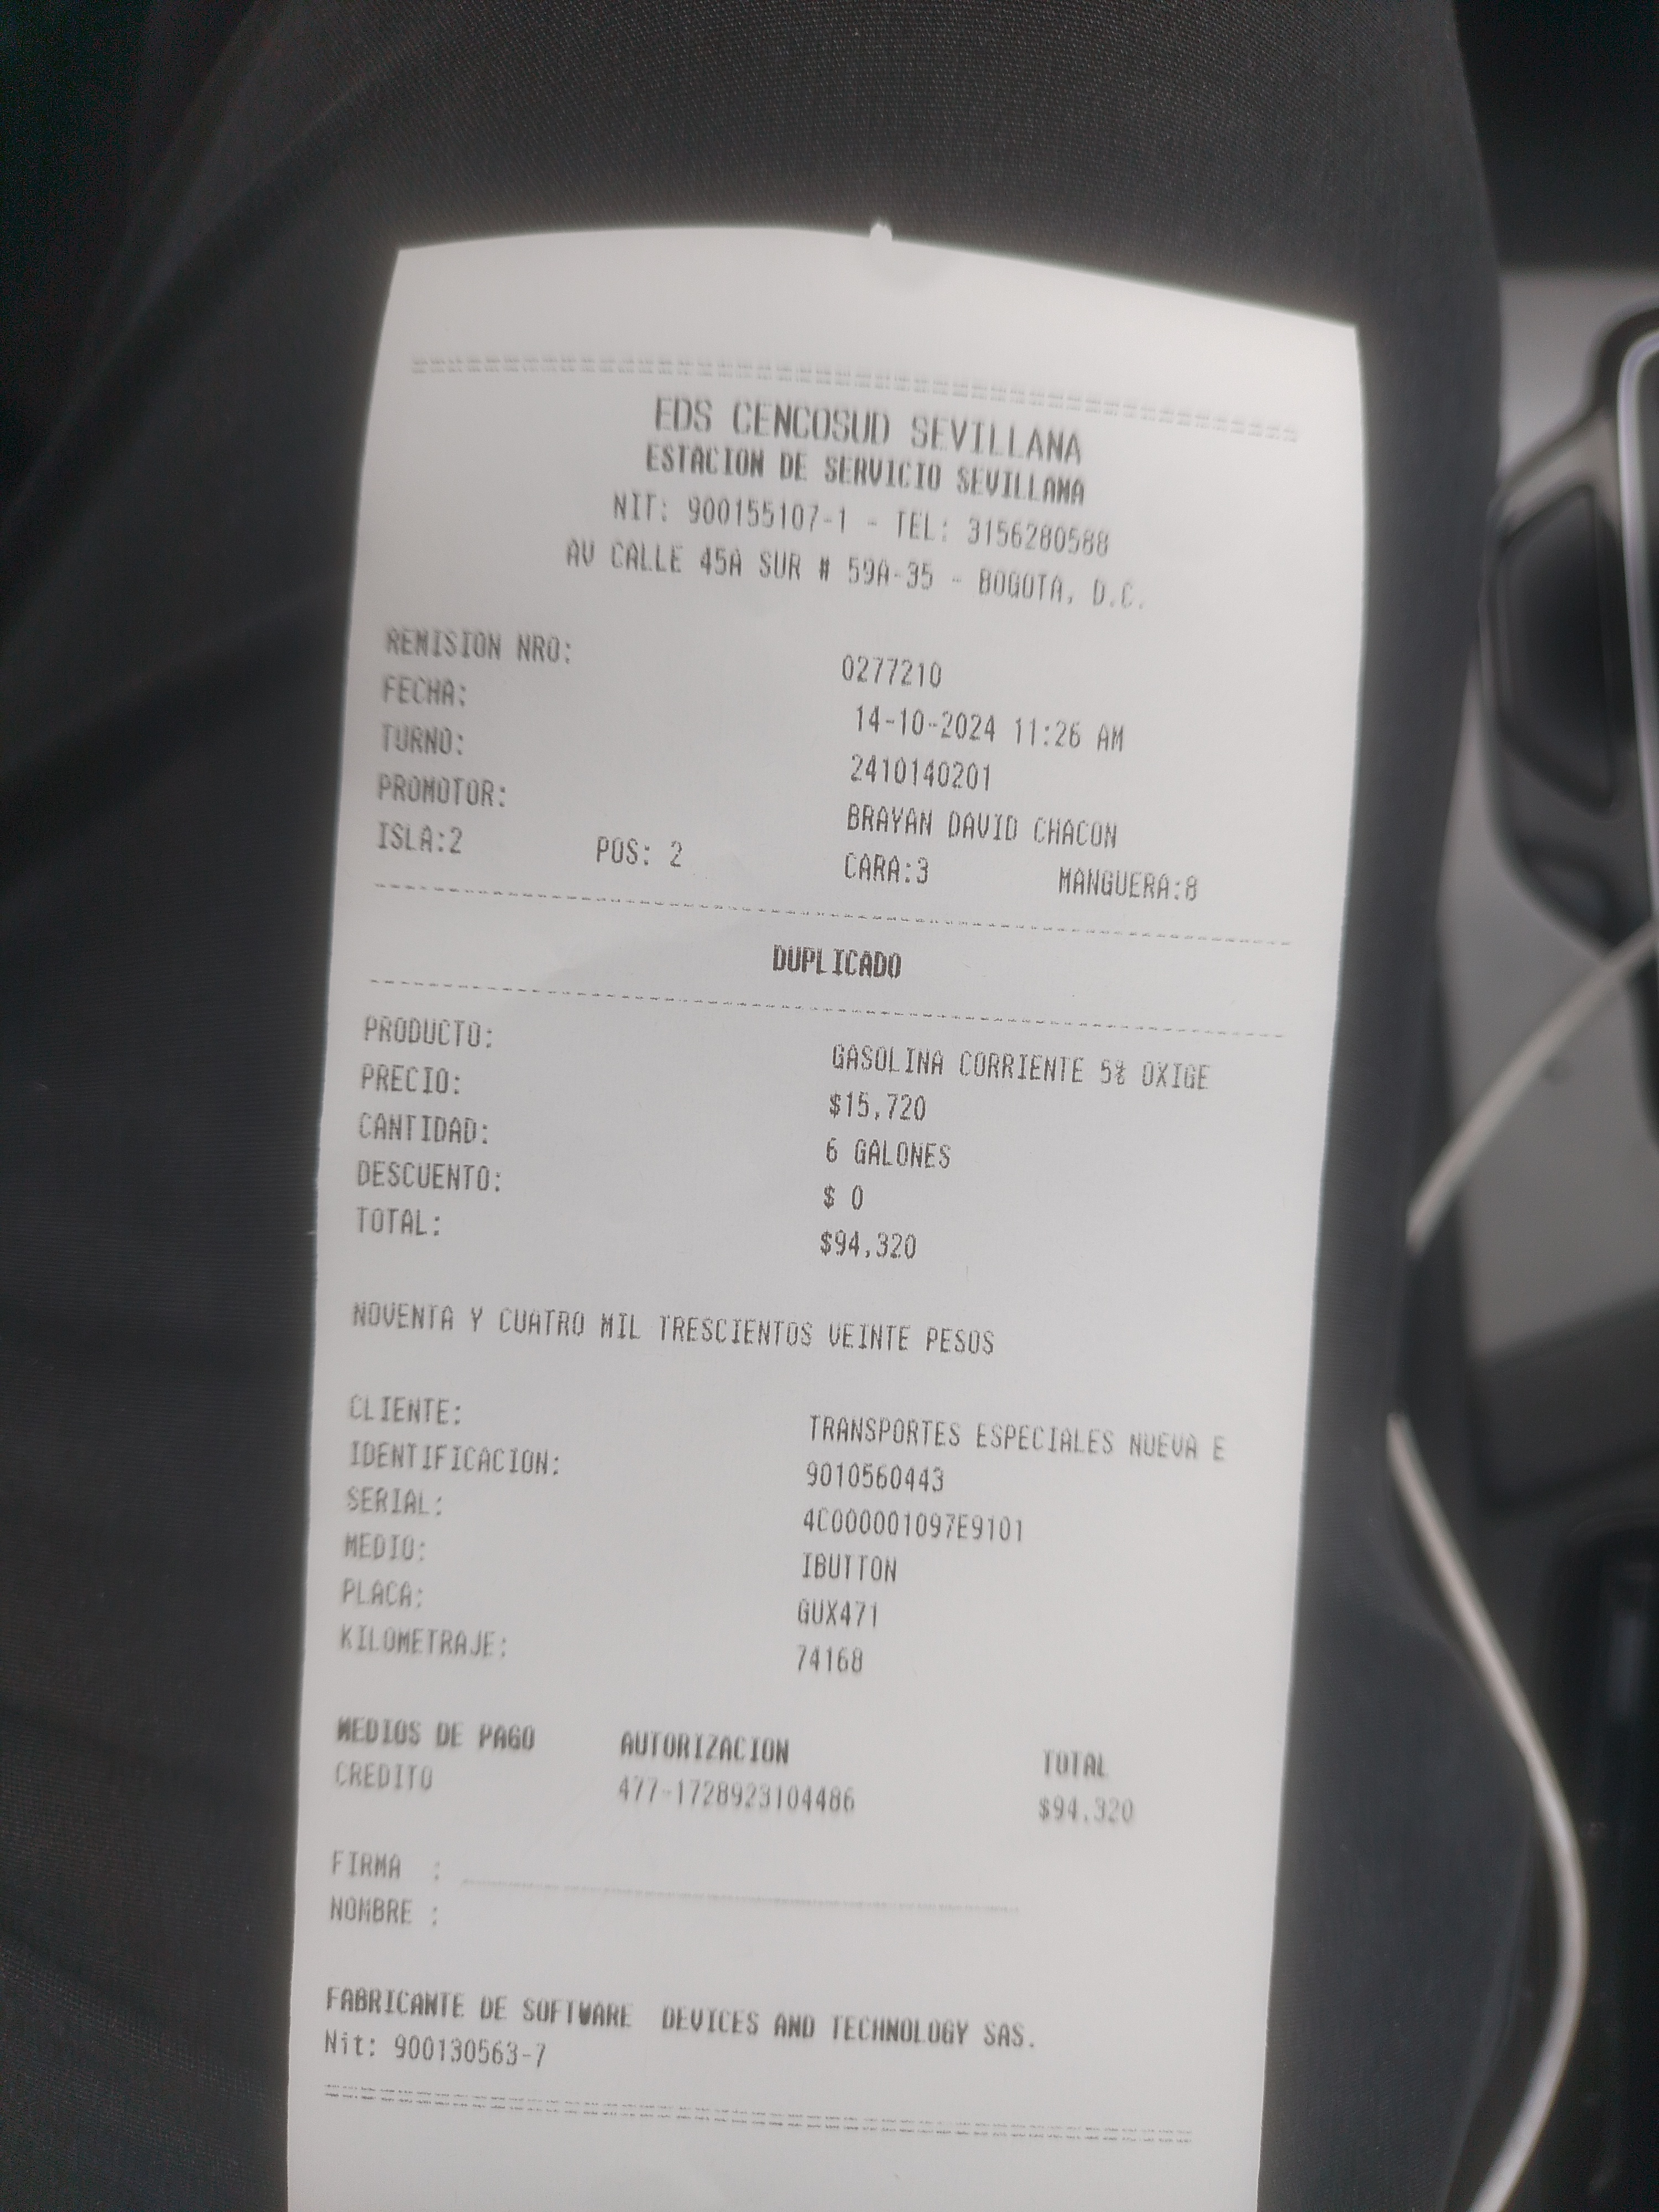 ================================================
EDS CENCOSUD SEVILLANA
ESTACION DE SERVICIO SEVILLANA
NIT: 900155107-1 - TEL: 3156280588
AV CALLE 45A SUR # 59A-35 - BOGOTA, D.C.
REMISION NRO: 0277210
FECHA: 14-10-2024 11:26 AM
TURNO: 2410140201
PROMOTOR: BRAYAN DAVID CHACON
ISLA:2 POS: 2 CARA:3 MANGUERA:8
DUPLICADO
PRODUCTO: GASOLINA CORRIENTE 5% OXIGE
PRECIO: $15,720
CANTIDAD: 6 GALONES
DESCUENTO: $ 0
TOTAL: $94,320
NOVENTA Y CUATRO MIL TRESCIENTOS VEINTE PESOS
CLIENTE: TRANSPORTES ESPECIALES NUEVA E
IDENTIFICACION: 9010560443
SERIAL: 4C000001097E9101
MEDIO: IBUTTON
PLACA: GUX471
KILOMETRAJE: 74168
MEDIOS DE PAGO AUTORIZACION TOTAL
CREDITO 477-1728923104486 $94,320
FIRMA :
NOMBRE :
FABRICANTE DE SOFTWARE DEVICES AND TECHNOLOGY SAS.
Nit: 900130563-7
================================================